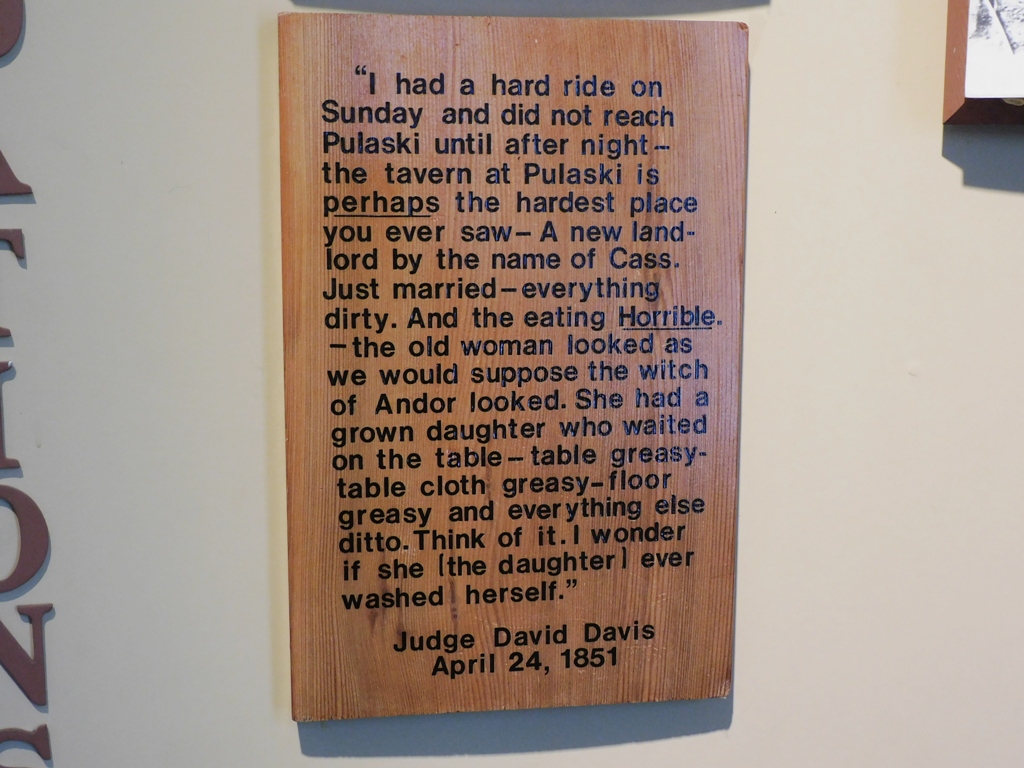 “I had a hard ride on
Sunday and did not reach
Pulaski until after night–
the tavern at Pulaski is
perhaps the hardest place
you ever saw–A new land-
lord by the name of Cass.
Just married–everything
dirty. And the eating Horrible.
–the old woman looked as
we would suppose the witch
of Andor looked. She had a
grown daughter who waited
on the table–table greasy-
table cloth greasy–floor
greasy and everything else
ditto. Think of it. I wonder
if she [the daughter] ever
washed herself.”
Judge David Davis
April 24, 1851